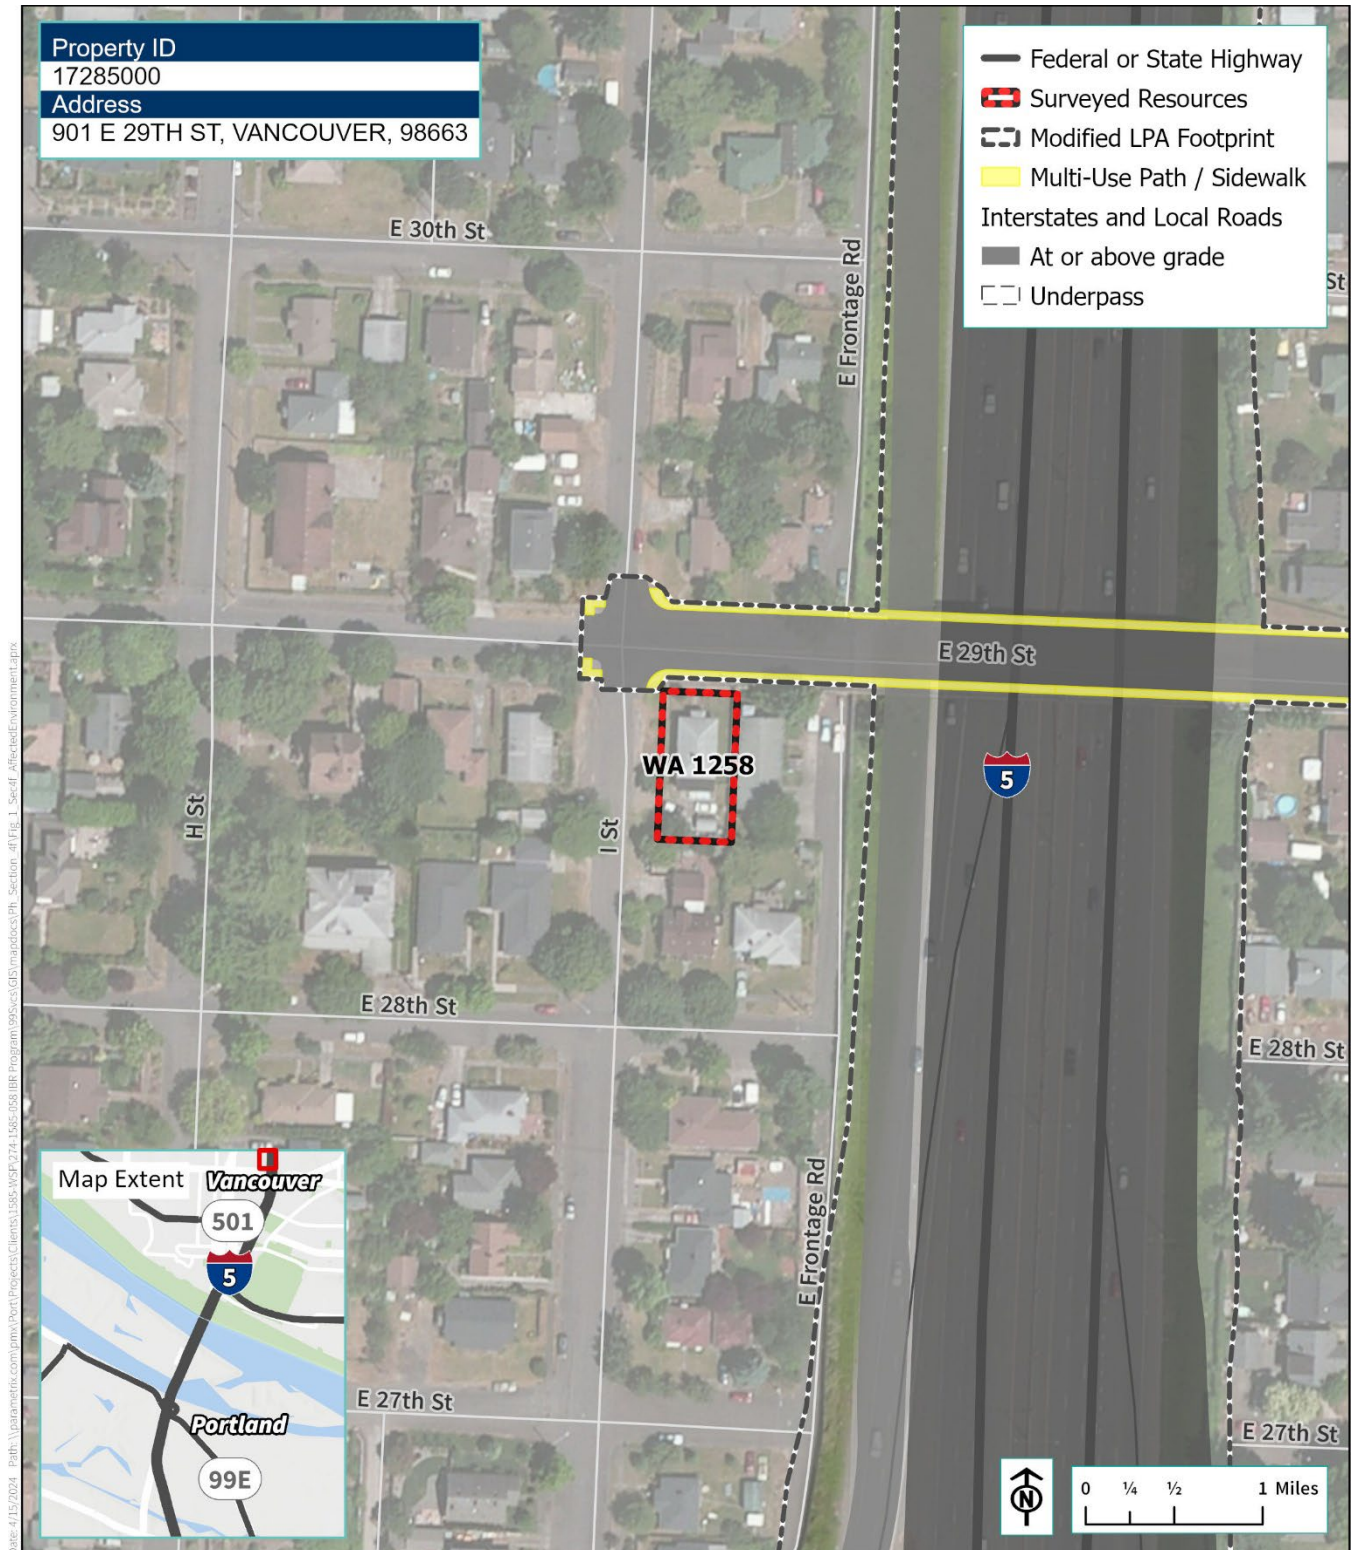 Property ID
17285000
Address
901 E 29TH ST, VANCOUVER, 98663
Federal or State Highway
Surveyed Resources
Modified LPA Footprint
Multi-Use Path / Sidewalk
Interstates and Local Roads
At or above grade
Underpass
St
E 30th St
E Frontage Rd
E 29th St
WA 1258
5
H St
I St
E 28th St
E 28th St
E Frontage Rd
E 27th St
E 27th St
Map Extent
Vancouver
501
5
Portland
99E
N
0 ¼ ½ 1 Miles